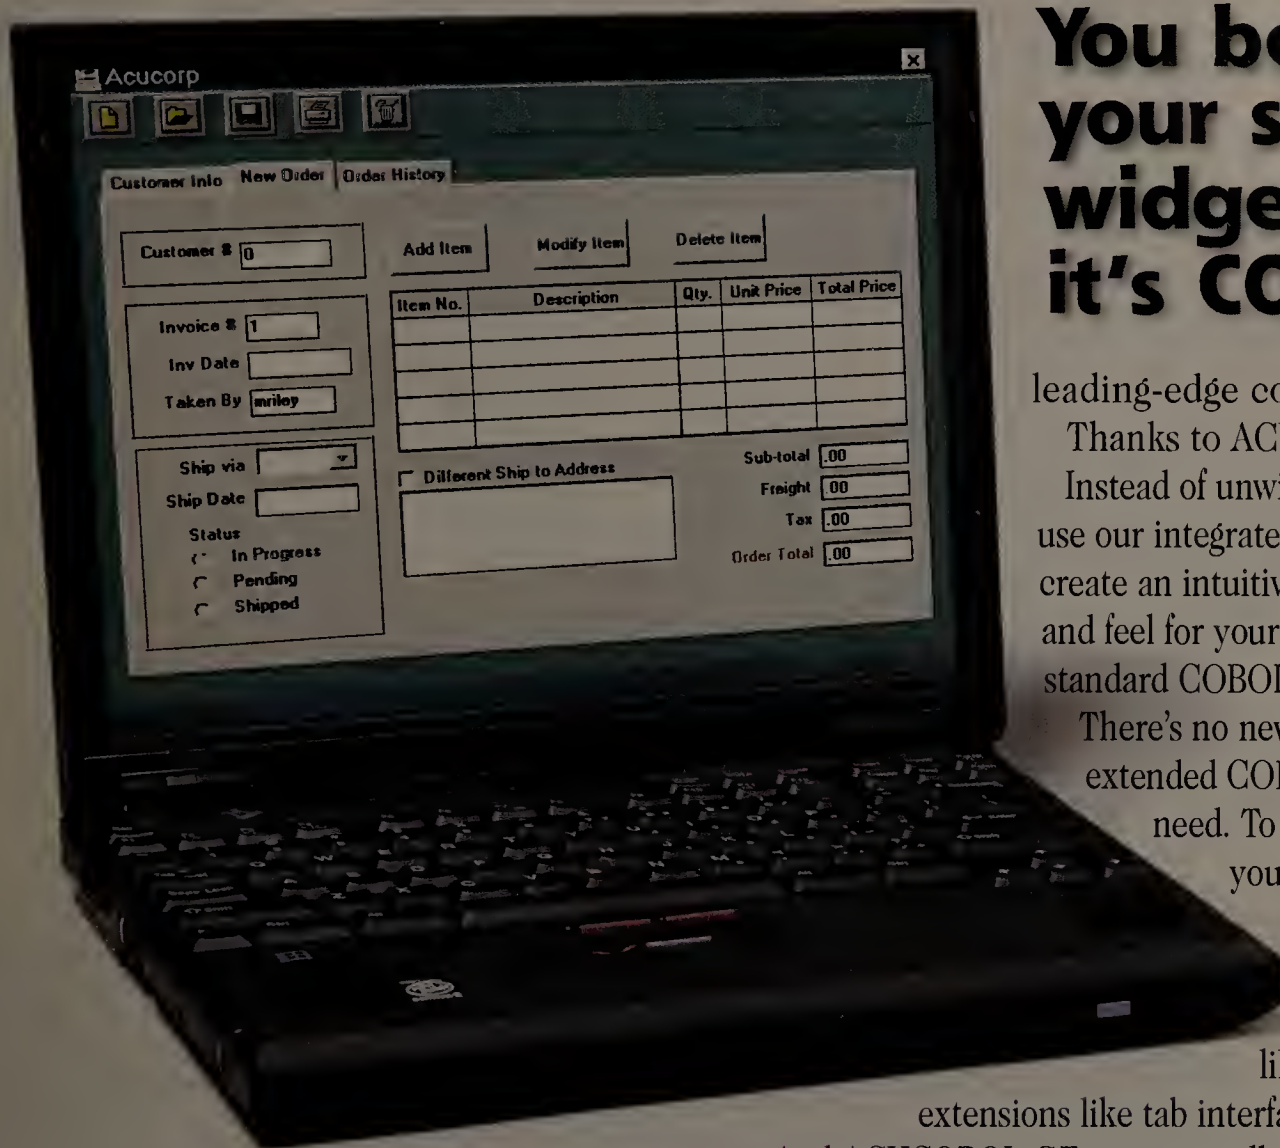 Acucorp
Customer Info New Order Order History
Customer # 0
Add Item Modify Item Delete Item
Item No. Description Qty. Unit Price Total Price
Invoice # 1
Inv Date
Taken By mriley
Ship via
Ship Date
Status
In Progress
Pending
Shipped
Different Ship to Address
Sub-total .00
Freight .00
Tax .00
Order Total .00
You be
your s
widge
it's CO
leading-edge co
Thanks to AC
Instead of unwi
use our integrate
create an intuitiv
and feel for your
standard COBOL
There's no nev
extended COB
need. To
you
li
extensions like tab interfa